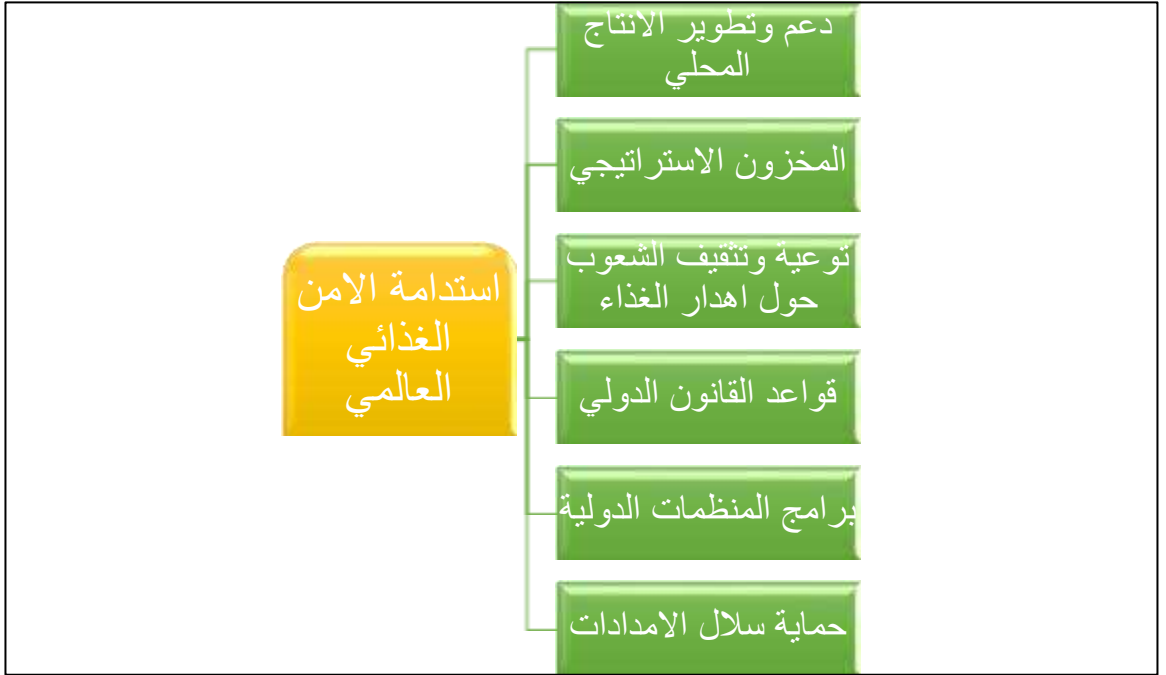 دعم وتطوير الانتاج
المحلي
المخزون الاستراتيجي
توعية وتثقيف الشعوب
حول اهدار الغذاء
استدامة الامن
الغذائي
العالمي
قواعد القانون الدولي
برامج المنظمات الدولية
حماية سلال الامدادات